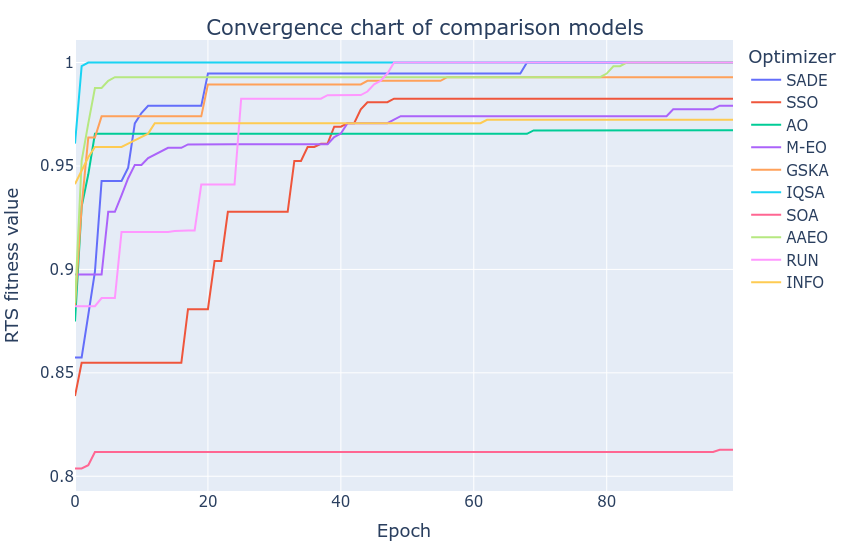 Convergence chart of comparison models
RTS fitness value
1
0.95
0.9
0.85
0.8
0
20
40
60
80
Epoch
Optimizer
SADE
SSO
AO
M-EO
GSKA
IQSA
SOA
AAEO
RUN
INFO